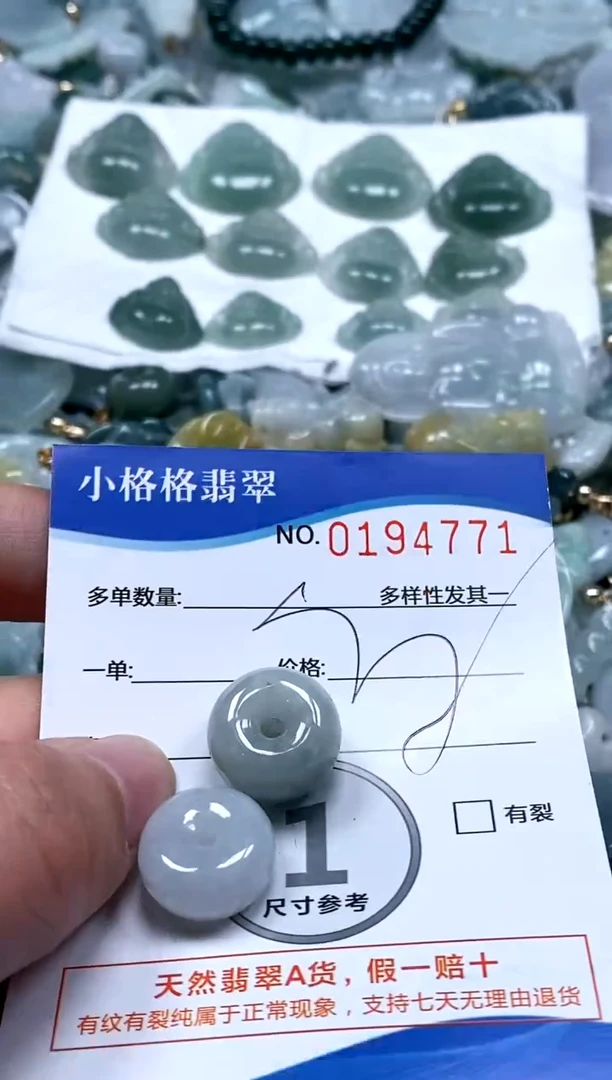 小格格翡翠
NO. 0194771
多单数量: 多样性发其一
一单: 价格:
1
尺寸参考
有裂
天然翡翠A货，假一赔十
有纹有裂纯属于正常现象，支持七天无理由退货